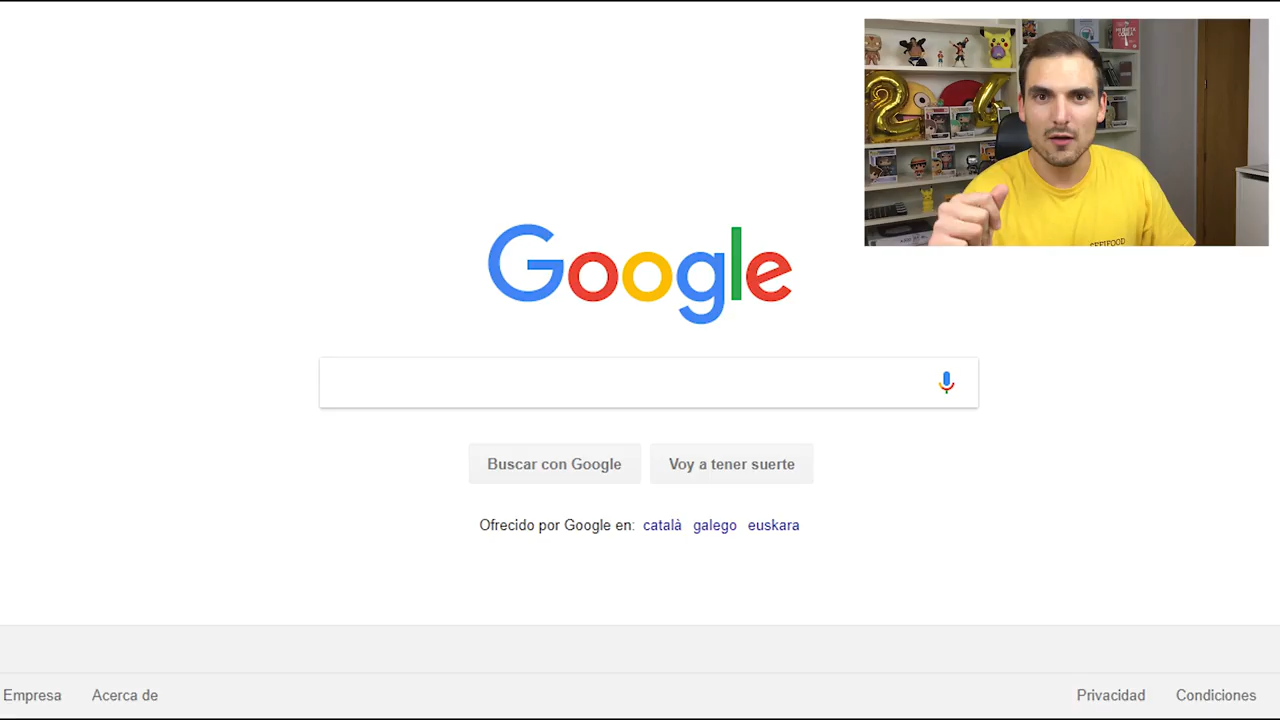 Google
Buscar con Google
Voy a tener suerte
Ofrecido por Google en: català galego euskara
Empresa
Acerca de
Privacidad
Condiciones
24